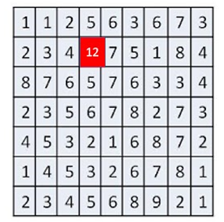 1 1 2 5 6 3 6 7 3
2 3 4 12 7 5 1 8 4
8 7 6 5 7 6 3 3 4
2 3 5 6 7 8 2 7 3
4 5 3 2 1 6 8 7 2
1 4 5 3 2 6 7 8 1
2 3 4 5 6 8 9 2 1